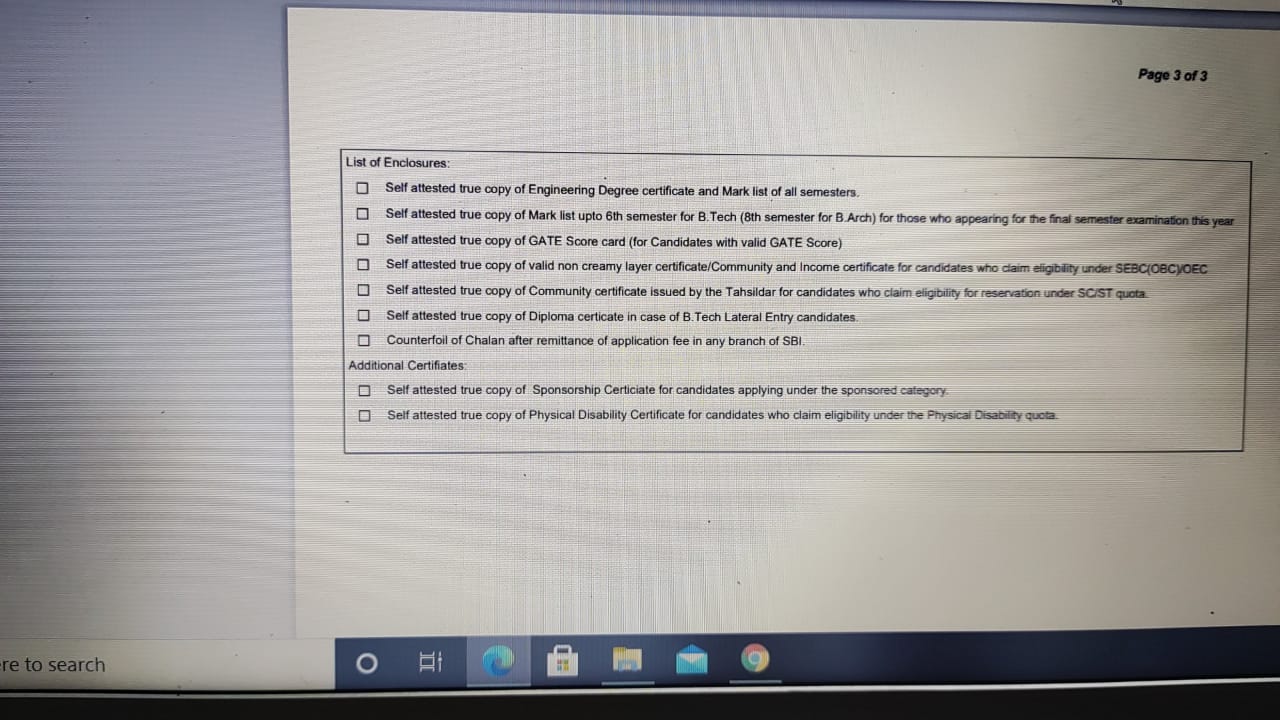 Page 3 of 3
List of Enclosures:
Self attested true copy of Engineering Degree certificate and Mark list of all semesters.
Self attested true copy of Mark list upto 6th semester for B.Tech (8th semester for B.Arch) for those who appearing for the final semester examination this year
Self attested true copy of GATE Score card (for Candidates with valid GATE Score)
Self attested true copy of valid non creamy layer certificate/Community and Income certificate for candidates who claim eligibility under SEBC(OBC)/OEC
Self attested true copy of Community certificate issued by the Tahsildar for candidates who claim eligibility for reservation under SC/ST quota.
Self attested true copy of Diploma certicate in case of B.Tech Lateral Entry candidates.
Counterfoil of Chalan after remittance of application fee in any branch of SBI.
Additional Certifiates:
Self attested true copy of Sponsorship Certiciate for candidates applying under the sponsored category.
Self attested true copy of Physical Disability Certificate for candidates who claim eligibility under the Physical Disability quota.
re to search